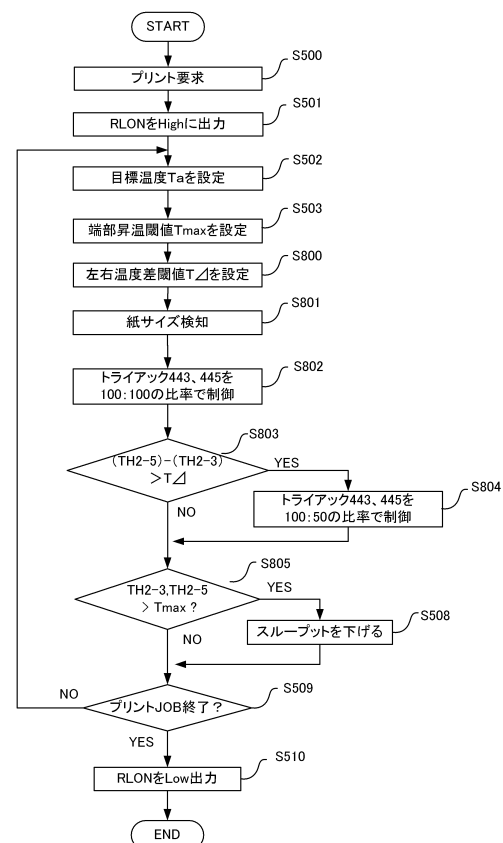 START
S500
プリント要求
S501
RLONをHighに出力
S502
目標温度Taを設定
S503
端部昇温閾値Tmaxを設定
S800
左右温度差閾値T⊿を設定
S801
紙サイズ検知
S802
トライアック443、445を
100:100の比率で制御
S803
(TH2-5)-(TH2-3)
>T⊿
YES
NO
S804
トライアック443、445を
100:50の比率で制御
S805
TH2-3,TH2-5
> Tmax ?
YES
NO
S508
スループットを下げる
S509
プリントJOB終了？
NO
YES
S510
RLONをLow出力
END